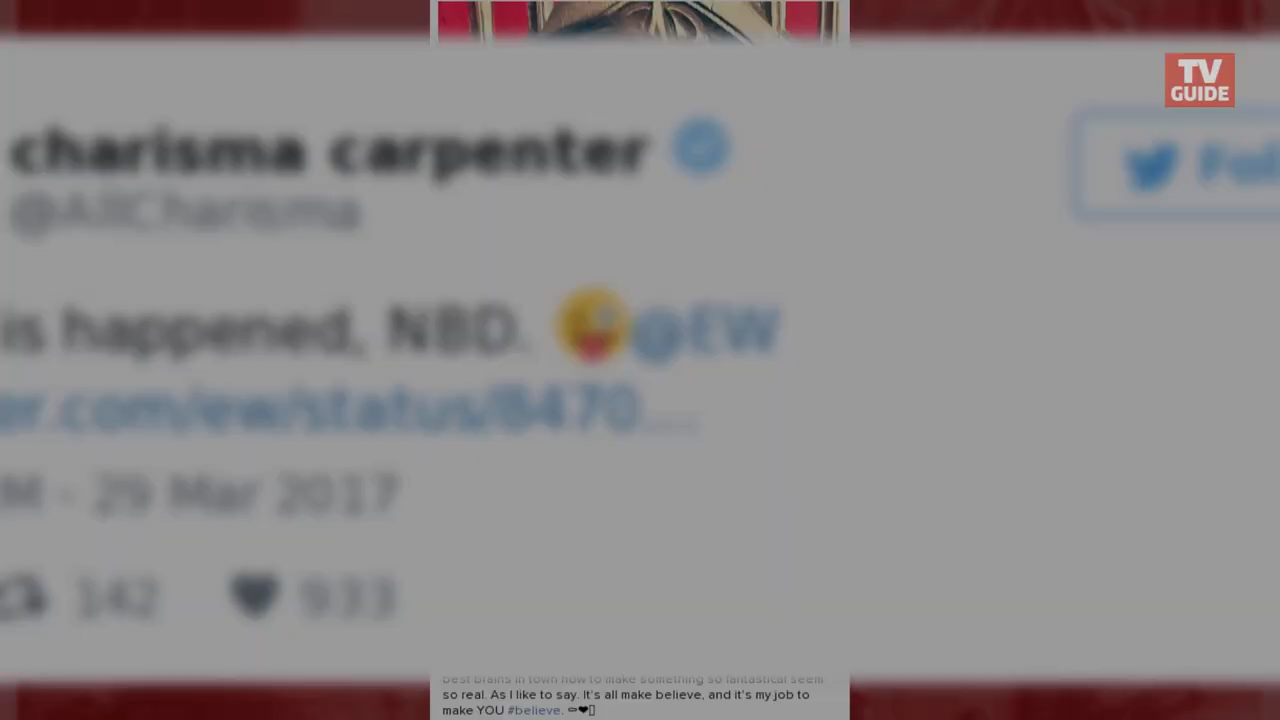 TV
GUIDE
charisma carpenter
@AllCharisma
is happened, NBD. 😜@EW
er.com/ew/status/8470...
M - 29 Mar 2017
142 933
best brains in town how to make something so fantastical seem
so real. As I like to say. It's all make believe, and it's my job to
make YOU #believe. ⚰❤